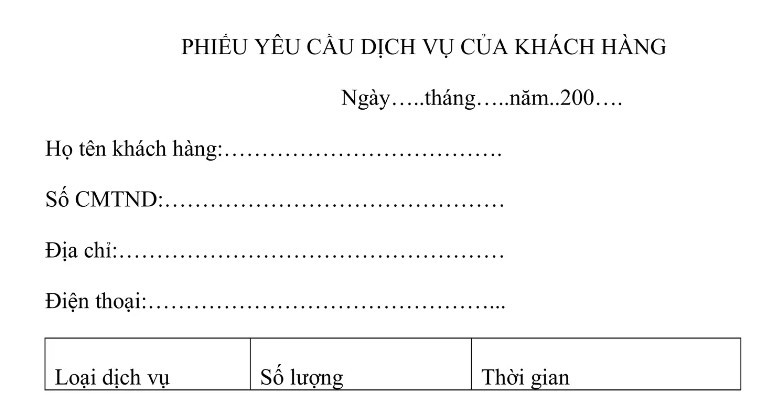 PHIẾU YÊU CẦU DỊCH VỤ CỦA KHÁCH HÀNG
Ngày…..tháng…..năm..200….
Họ tên khách hàng:……………………………….
Số CMTND:………………………………………
Địa chỉ:……………………………………………
Điện thoại:………………………………………...
Loại dịch vụ Số lượng Thời gian